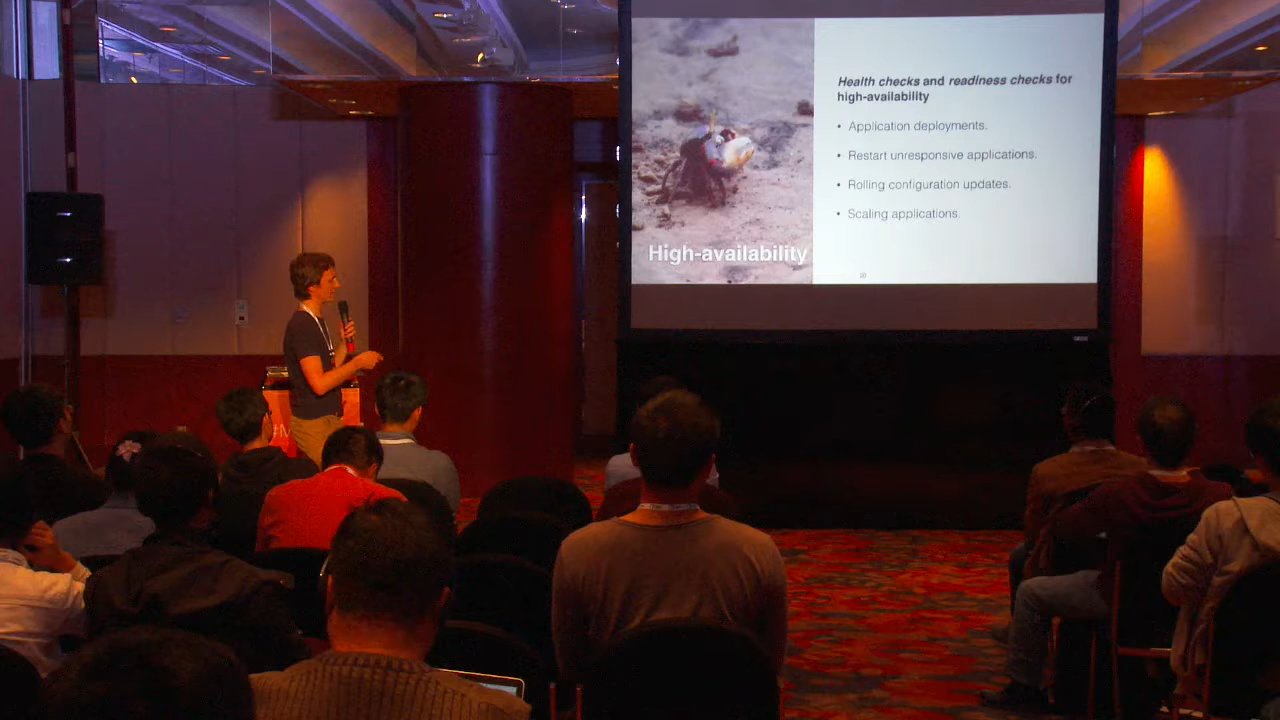 Health checks and readiness checks for
high-availability
• Application deployments.
• Restart unresponsive applications.
• Rolling configuration updates.
• Scaling applications.
High-availability